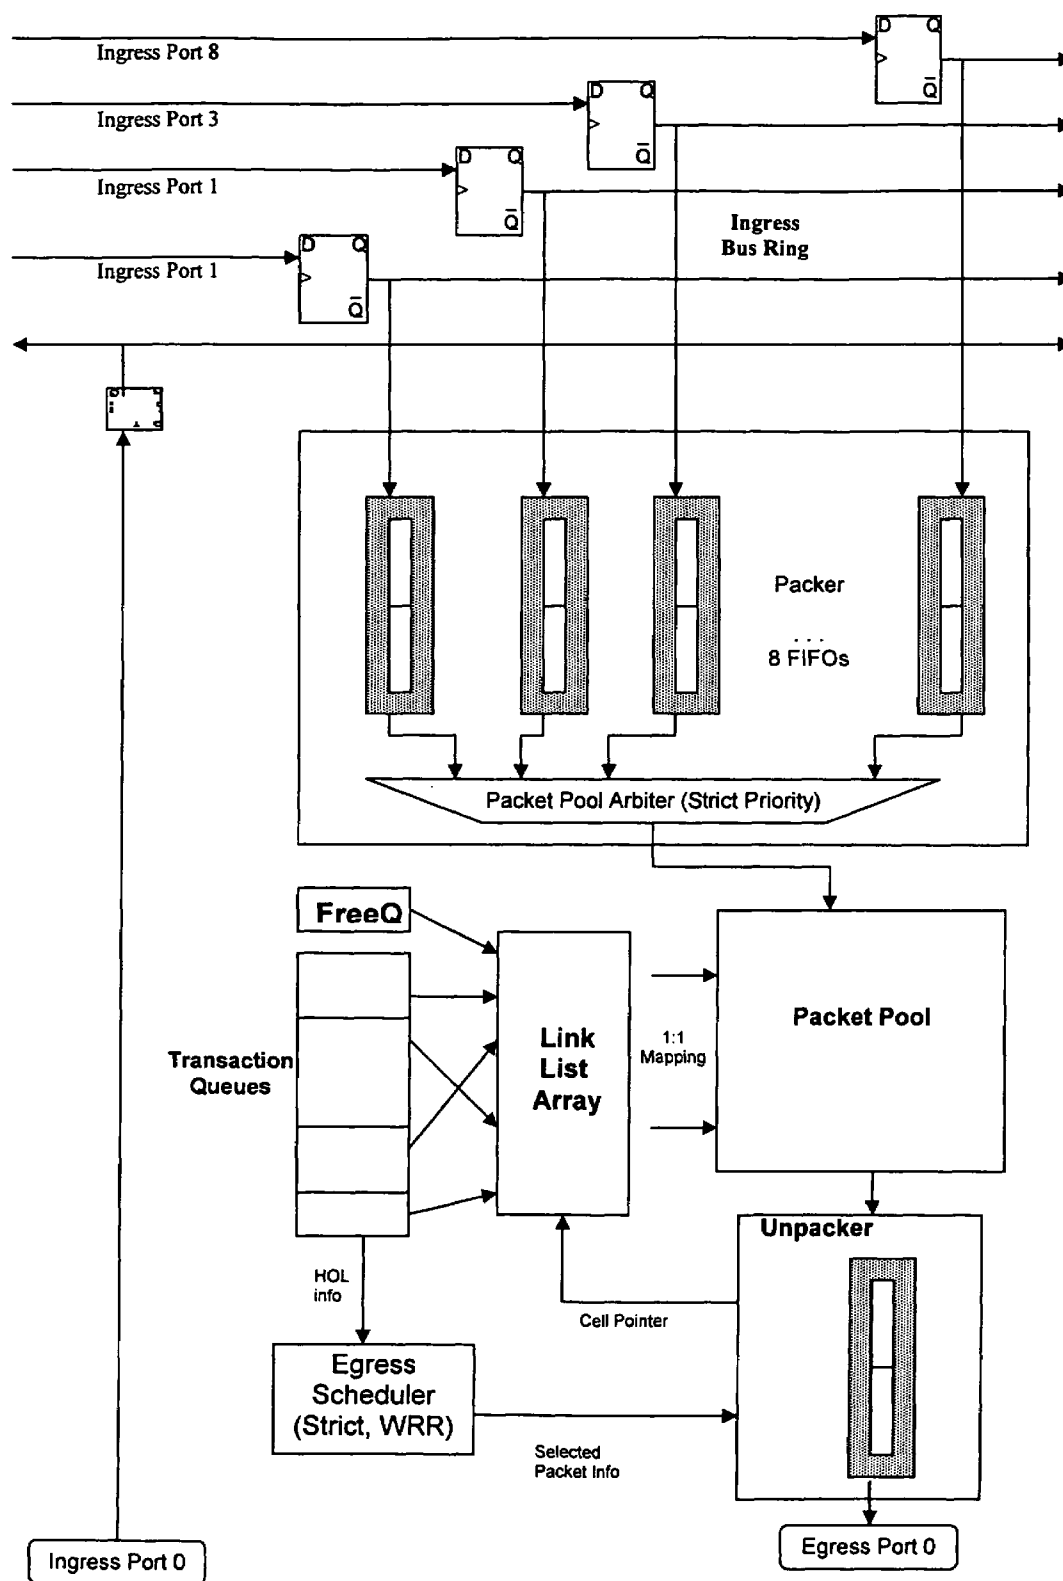 D Q
Ingress Port 8
Q
D Q
Ingress Port 3
Q
D Q
Ingress Port 1
Q
Ingress
Bus Ring
D Q
Ingress Port 1
Q
Packer
. . .
8 FIFOs
Packet Pool Arbiter (Strict Priority)
FreeQ
Transaction
Queues
Link
List
Array
1:1
Mapping
Packet Pool
Unpacker
HOL
info
Cell Pointer
Egress
Scheduler
(Strict, WRR)
Selected
Packet Info
Ingress Port 0
Egress Port 0